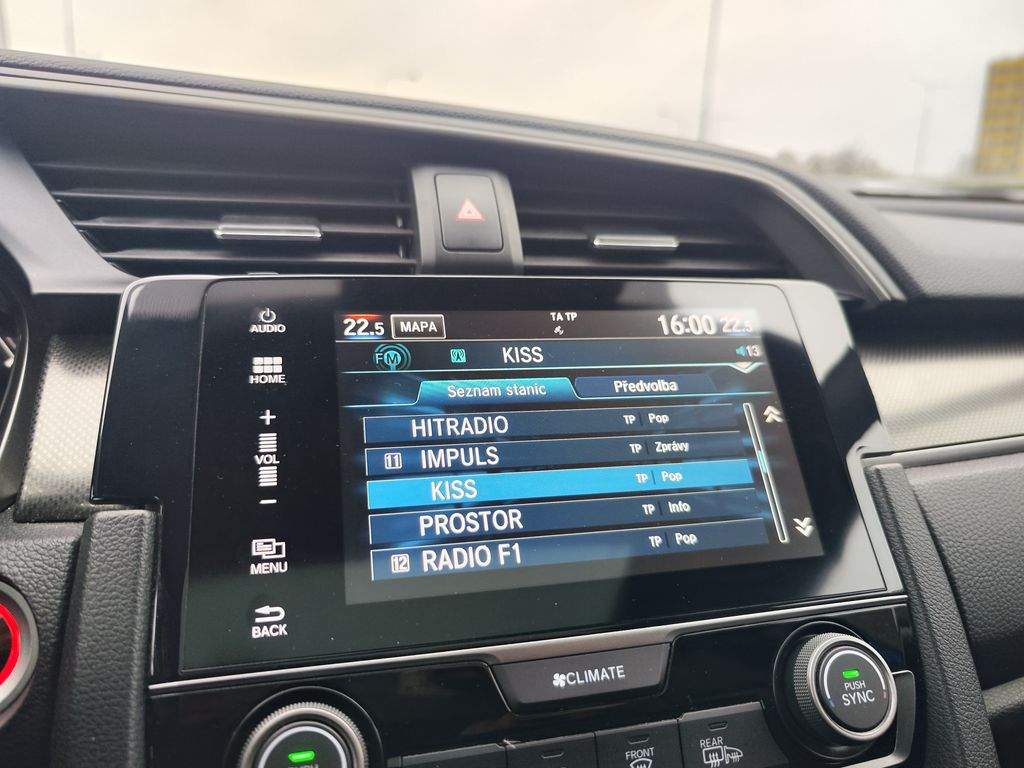 AUDIO
HOME
+
VOL
−
MENU
BACK
22.5 MAPA TA TP 16:00 22.5
FM KISS 13
Seznam stanic Předvolba
HITRADIO TP Pop
11 IMPULS TP Zprávy
KISS TP Pop
PROSTOR TP Info
12 RADIO F1 TP Pop
CLIMATE
PUSH
SYNC
FRONT
REAR